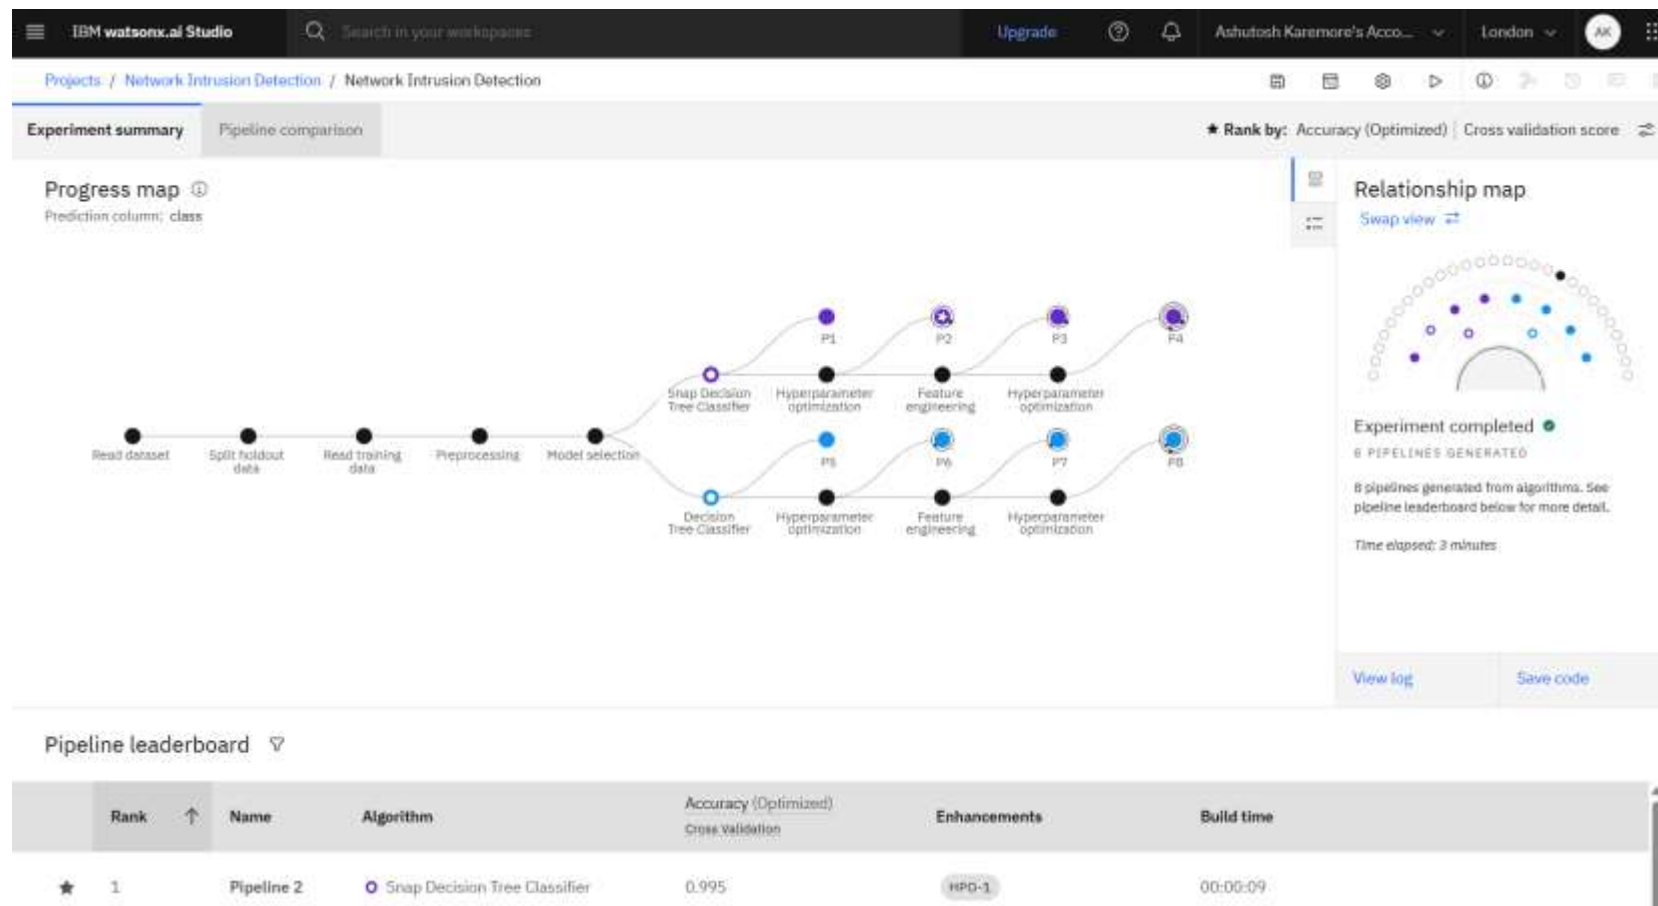 IBM watsonx.ai Studio
Search in your workspaces
Upgrade
Ashutosh Karemore's Acco...
London
AK
Projects / Network Intrusion Detection / Network Intrusion Detection
Experiment summary
Pipeline comparison
Rank by: Accuracy (Optimized) | Cross validation score
Progress map
Prediction column: class
Relationship map
Swap view
P1
P2
P3
P4
Snap Decision
Tree Classifier
Hyperparameter
optimization
Feature
engineering
Hyperparameter
optimization
Read dataset
Split holdout
data
Read training
data
Preprocessing
Model selection
P5
P6
P7
P8
Decision
Tree Classifier
Hyperparameter
optimization
Feature
engineering
Hyperparameter
optimization
Experiment completed
8 PIPELINES GENERATED
8 pipelines generated from algorithms. See
pipeline leaderboard below for more detail.
Time elapsed: 3 minutes
View log
Save code
Pipeline leaderboard
Rank
Name
Algorithm
Accuracy (Optimized)
Cross Validation
Enhancements
Build time
1
Pipeline 2
Snap Decision Tree Classifier
0.995
HPO-1
00:00:09